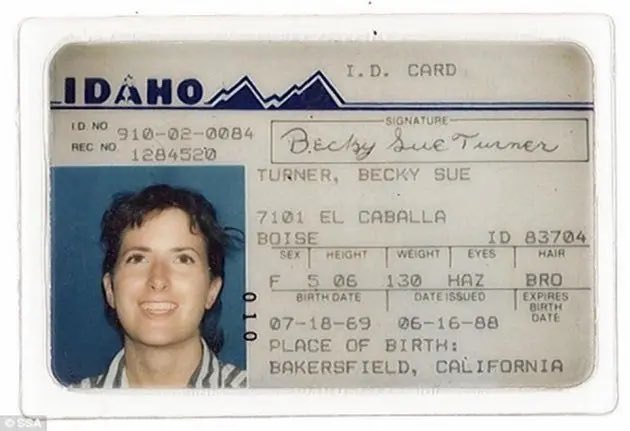 I.D. CARD
IDAHO
I.D. NO 910-02-0084
REC NO. 1284520
SIGNATURE
Becky Sue Turner
TURNER, BECKY SUE
7101 EL CABALLA
BOISE ID 83704
SEX HEIGHT WEIGHT EYES HAIR
F 5 06 130 HAZ BRO
BIRTH DATE DATE ISSUED EXPIRES BIRTH DATE
07-18-69 06-16-88
PLACE OF BIRTH:
BAKERSFIELD, CALIFORNIA
010
© SSA